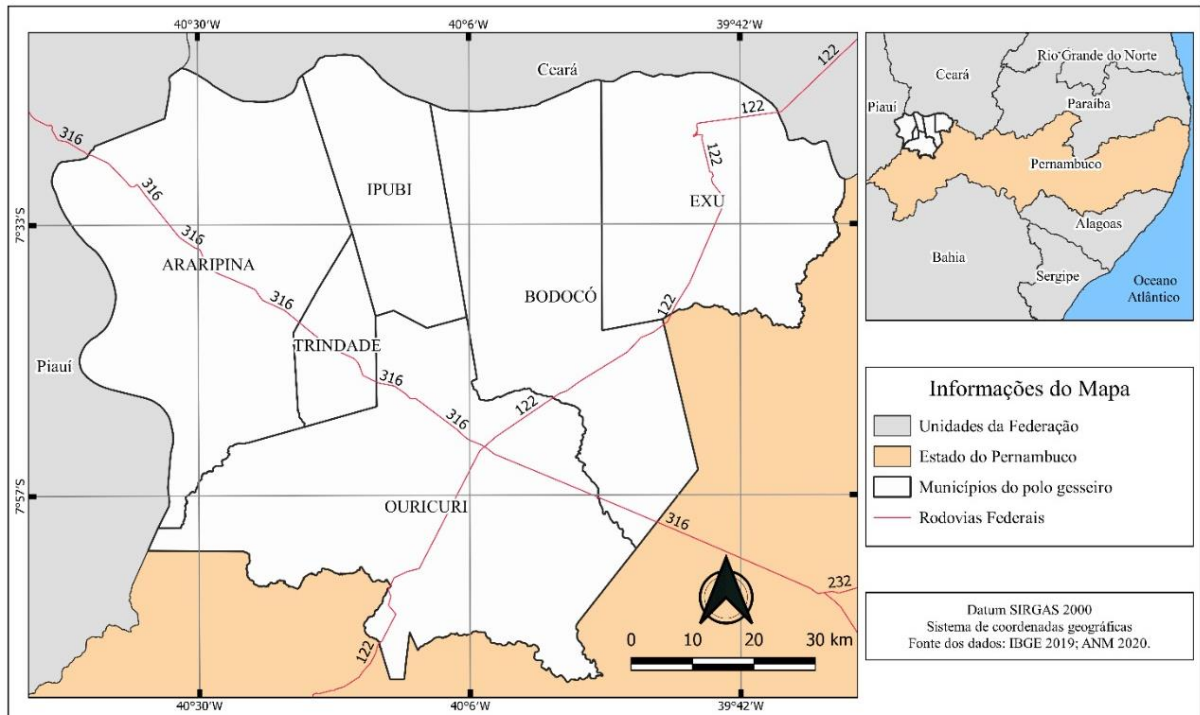 40°30'W
40°6'W
39°42'W
Ceará
122
122
316
316
122
IPUBI
EXU
7°33'S
316
ARARIPINA
BODOCÓ
316
122
TRINDADE
Piauí
316
122
316
7°57'S
OURICURI
316
232
122
0 10 20 30 km
40°30'W
40°6'W
39°42'W
Rio Grande do Norte
Ceará
Piauí
Paraíba
Pernambuco
Alagoas
Bahia
Sergipe
Oceano
Atlântico
Informações do Mapa
Unidades da Federação
Estado do Pernambuco
Municípios do polo gesseiro
Rodovias Federais
Datum SIRGAS 2000
Sistema de coordenadas geográficas
Fonte dos dados: IBGE 2019; ANM 2020.